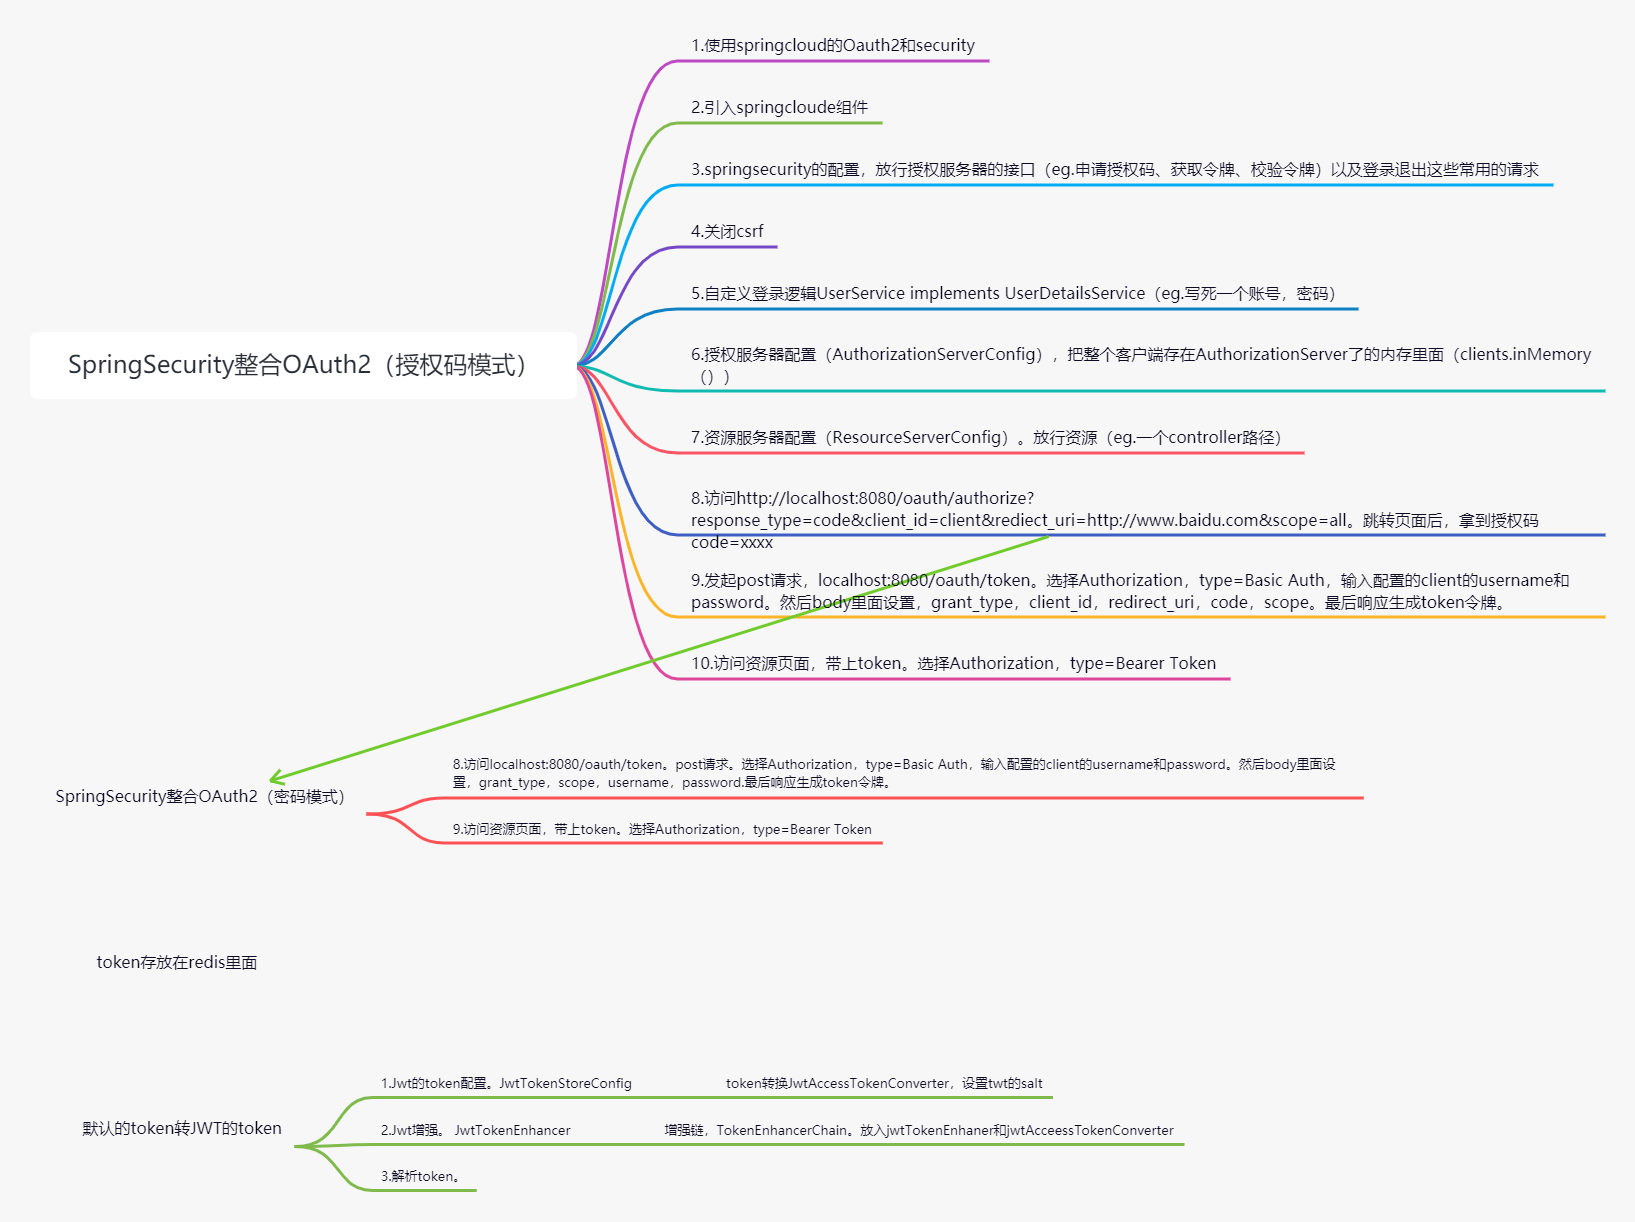 1.使用springcloud的Oauth2和security
2.引入springcloude组件
3.springsecurity的配置，放行授权服务器的接口（eg.申请授权码、获取令牌、校验令牌）以及登录退出这些常用的请求
4.关闭csrf
5.自定义登录逻辑UserService implements UserDetailsService（eg.写死一个账号，密码）
SpringSecurity整合OAuth2（授权码模式）
6.授权服务器配置（AuthorizationServerConfig），把整个客户端存在AuthorizationServer了的内存里面（clients.inMemory
（））
7.资源服务器配置（ResourceServerConfig）。放行资源（eg.一个controller路径）
8.访问http://localhost:8080/oauth/authorize?
response_type=code&client_id=client&rediect_uri=http://www.baidu.com&scope=all。跳转页面后，拿到授权码
code=xxxx
9.发起post请求，localhost:8080/oauth/token。选择Authorization，type=Basic Auth，输入配置的client的username和
password。然后body里面设置，grant_type，client_id，redirect_uri，code，scope。最后响应生成token令牌。
10.访问资源页面，带上token。选择Authorization，type=Bearer Token
SpringSecurity整合OAuth2（密码模式）
8.访问localhost:8080/oauth/token。post请求。选择Authorization，type=Basic Auth，输入配置的client的username和password。然后body里面设
置，grant_type，scope，username，password.最后响应生成token令牌。
9.访问资源页面，带上token。选择Authorization，type=Bearer Token
token存放在redis里面
默认的token转JWT的token
1.Jwt的token配置。JwtTokenStoreConfig token转换JwtAccessTokenConverter，设置twt的salt
2.Jwt增强。 JwtTokenEnhancer 增强链，TokenEnhancerChain。放入jwtTokenEnhaner和jwtAcceessTokenConverter
3.解析token。